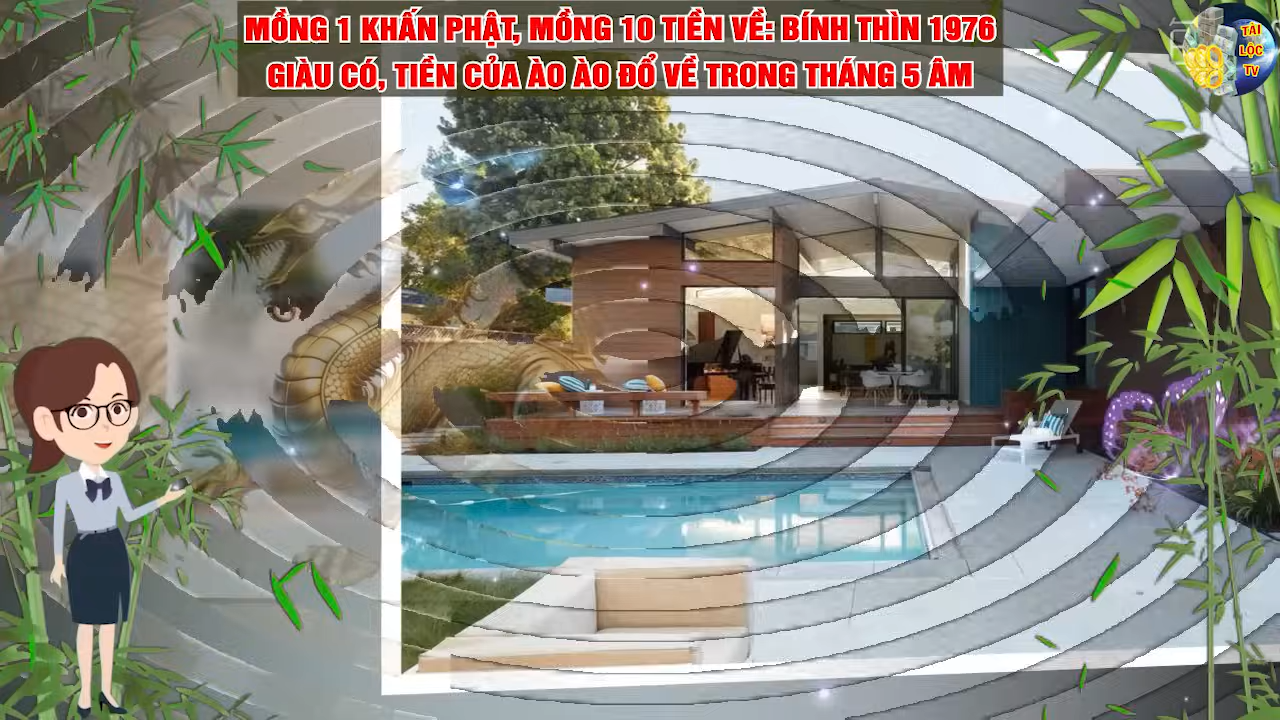 MỒNG 1 KHẤN PHẬT, MỒNG 10 TIỀN VỀ: BÍNH THÌN 1976
GIÀU CÓ, TIỀN CỦA ÀO ÀO ĐỔ VỀ TRONG THÁNG 5 ÂM
TÀI
LỘC
TV